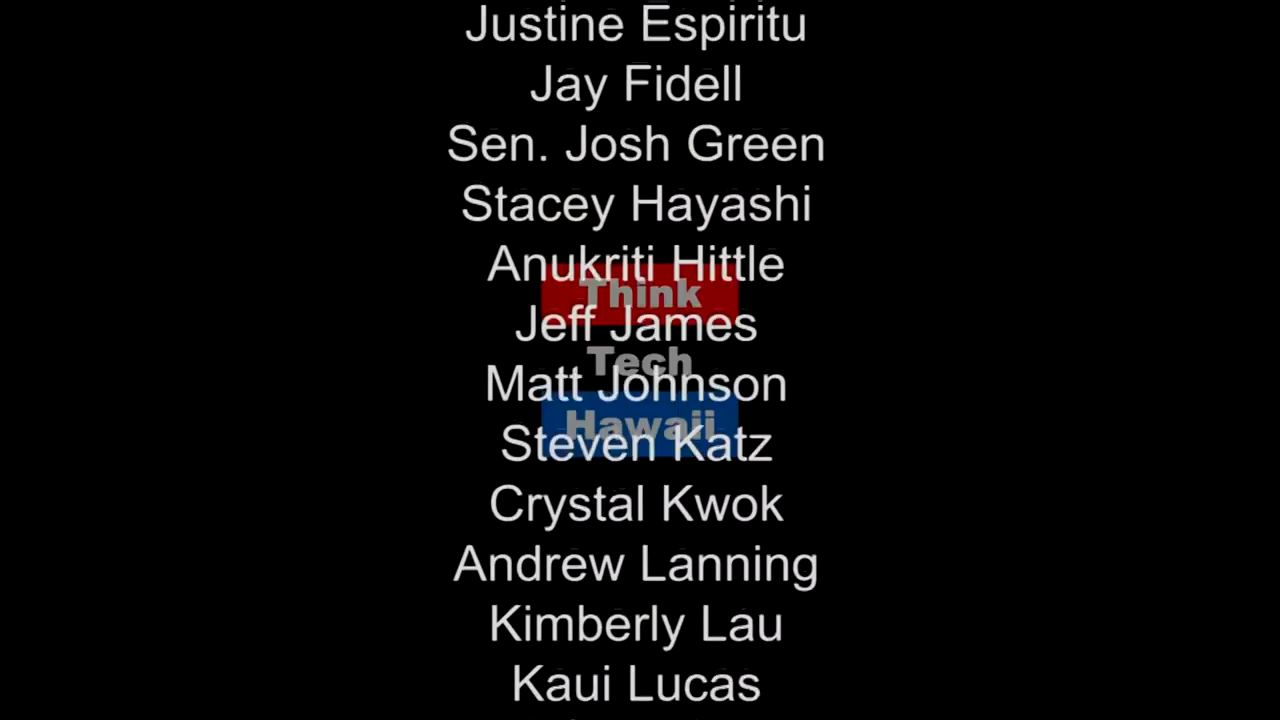 Justine Espiritu
Jay Fidell
Sen. Josh Green
Stacey Hayashi
Anukriti Hittle
Think
Jeff James
Tech
Matt Johnson
Hawaii
Steven Katz
Crystal Kwok
Andrew Lanning
Kimberly Lau
Kaui Lucas